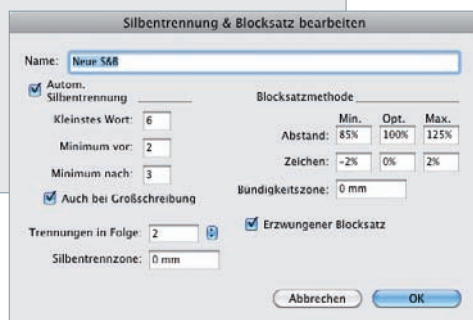 Silbentrennung & Blocksatz bearbeiten
Name: Neue S&B
Autom.
Silbentrennung
Kleinstes Wort: 6
Minimum vor: 2
Minimum nach: 3
Auch bei Großschreibung
Trennungen in Folge: 2
Silbentrennzone: 0 mm
Blocksatzmethode
Min. Opt. Max.
Abstand: 85% 100% 125%
Zeichen: -2% 0% 2%
Bündigkeitszone: 0 mm
Erzwungener Blocksatz
Abbrechen OK